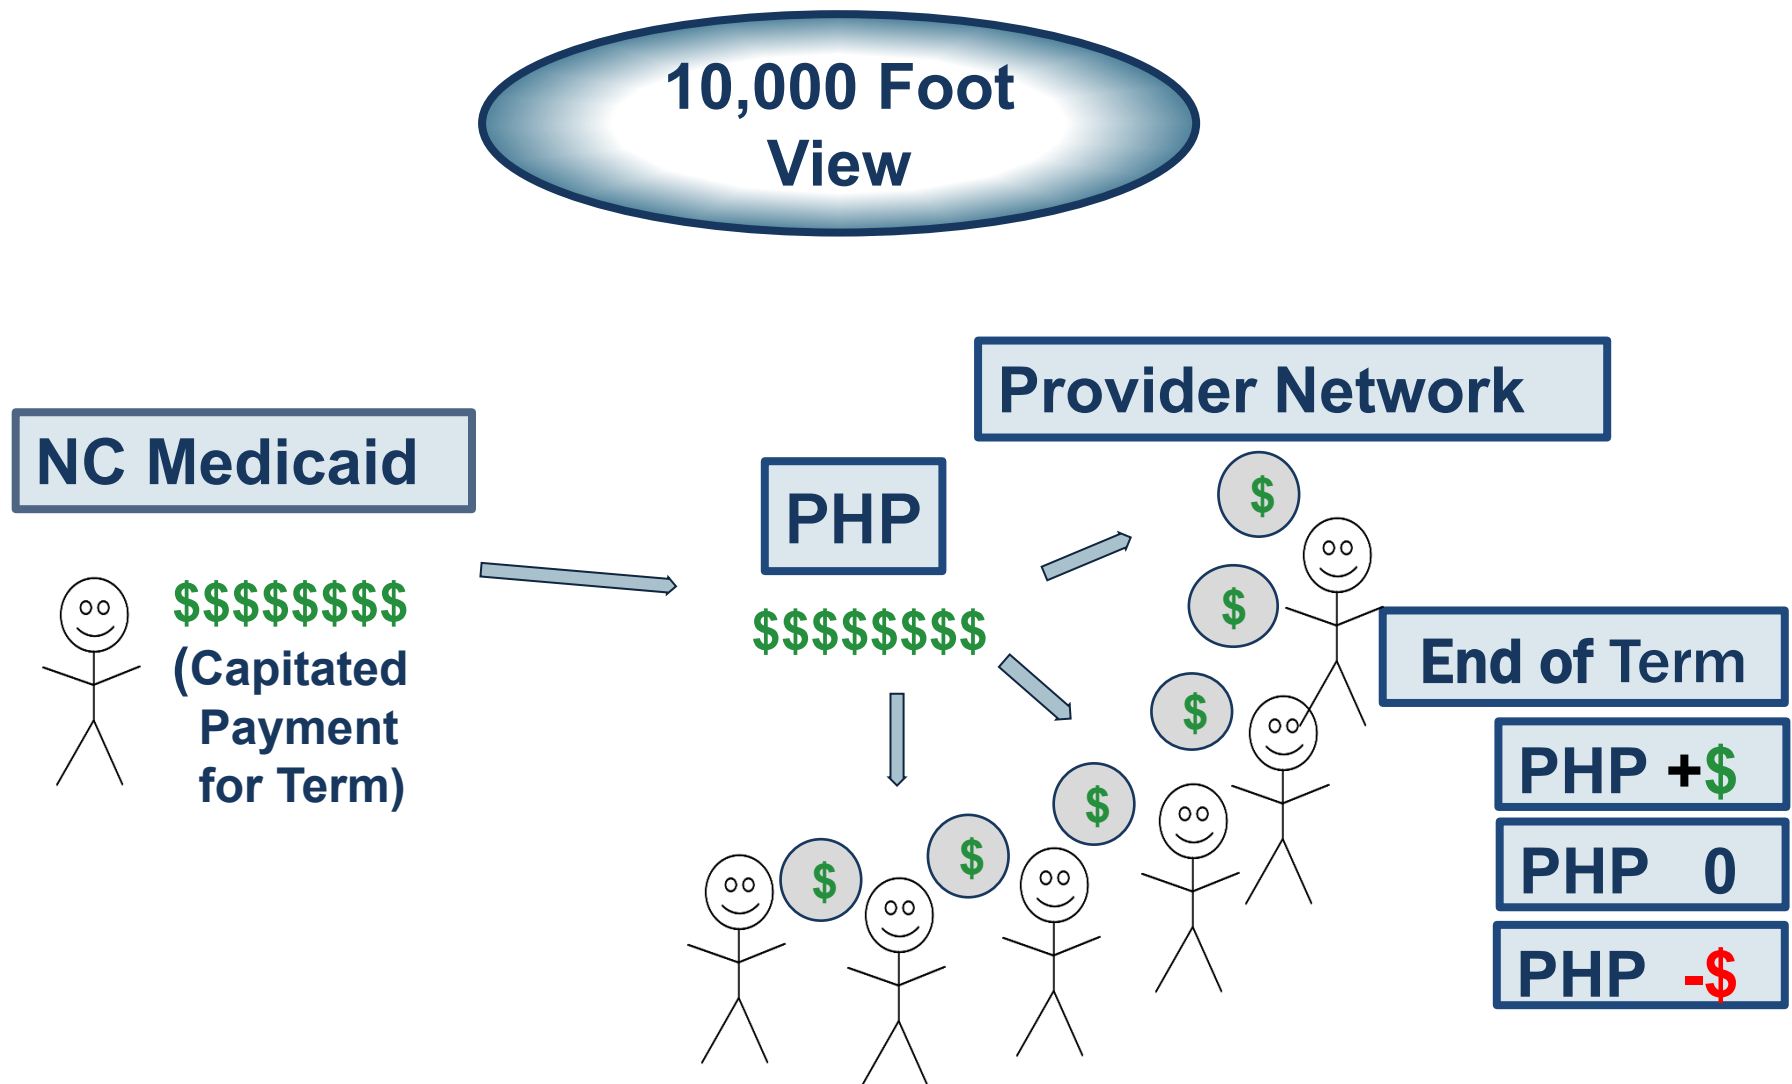 10,000 Foot
View
Provider Network
NC Medicaid
PHP
$$$$$$$$
(Capitated
Payment
for Term)
$$$$$$$$
$
$
$
$
$
$
End of Term
PHP +$
PHP 0
PHP -$